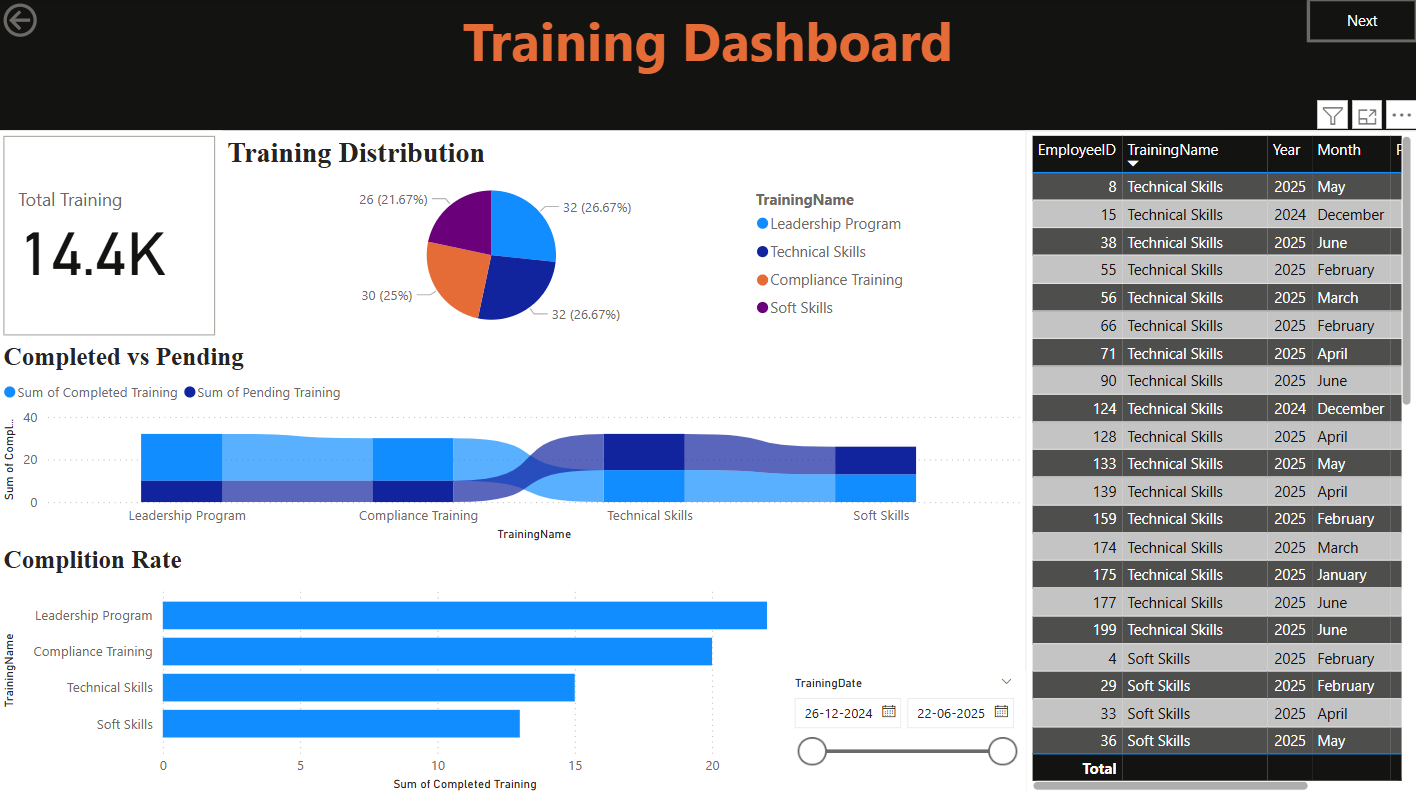 Training Dashboard
Next
Total Training
14.4K
Training Distribution
26 (21.67%)
32 (26.67%)
30 (25%)
32 (26.67%)
TrainingName
Leadership Program
Technical Skills
Compliance Training
Soft Skills
Completed vs Pending
Sum of Completed Training
Sum of Pending Training
Sum of Compl...
40
20
0
Leadership Program
Compliance Training
Technical Skills
Soft Skills
TrainingName
Complition Rate
TrainingName
Leadership Program
Compliance Training
Technical Skills
Soft Skills
0 5 10 15 20
Sum of Completed Training
TrainingDate
26-12-2024 22-06-2025
EmployeeID TrainingName Year Month
8 Technical Skills 2025 May
15 Technical Skills 2024 December
38 Technical Skills 2025 June
55 Technical Skills 2025 February
56 Technical Skills 2025 March
66 Technical Skills 2025 February
71 Technical Skills 2025 April
90 Technical Skills 2025 June
124 Technical Skills 2024 December
128 Technical Skills 2025 April
133 Technical Skills 2025 May
139 Technical Skills 2025 April
159 Technical Skills 2025 February
174 Technical Skills 2025 March
175 Technical Skills 2025 January
177 Technical Skills 2025 June
199 Technical Skills 2025 June
4 Soft Skills 2025 February
29 Soft Skills 2025 February
33 Soft Skills 2025 April
36 Soft Skills 2025 May
Total